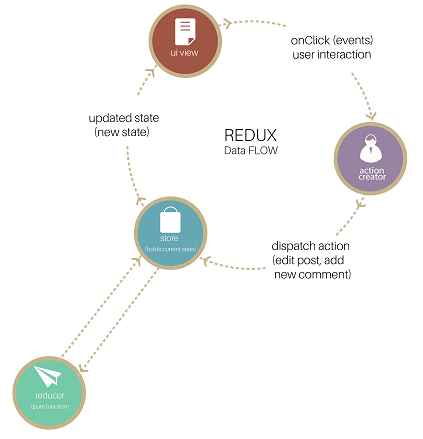 ui view
onClick (events)
user interaction
updated state
(new state)
REDUX
Data FLOW
action
creator
store
(holds current state)
dispatch action
(edit post, add
new comment)
reducer
(pure function)